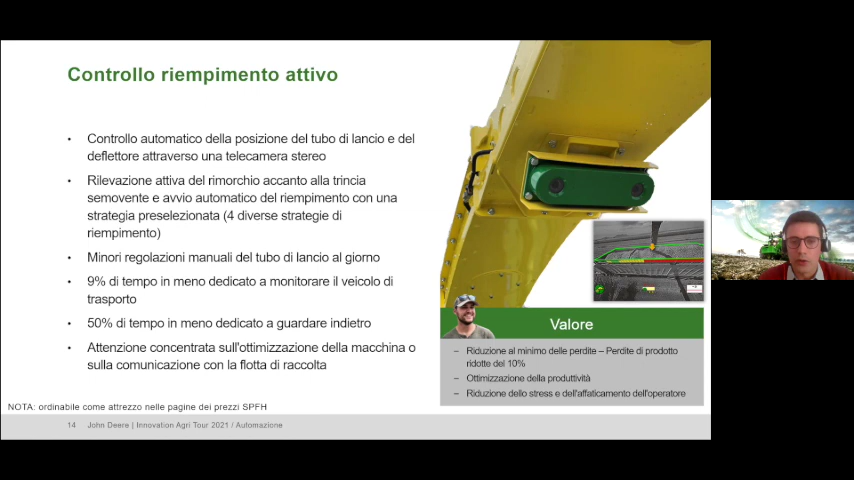 Controllo riempimento attivo
• Controllo automatico della posizione del tubo di lancio e del
deflettore attraverso una telecamera stereo
• Rilevazione attiva del rimorchio accanto alla trincia
semovente e avvio automatico del riempimento con una
strategia preselezionata (4 diverse strategie di
riempimento)
• Minori regolazioni manuali del tubo di lancio al giorno
• 9% di tempo in meno dedicato a monitorare il veicolo di
trasporto
• 50% di tempo in meno dedicato a guardare indietro
• Attenzione concentrata sull'ottimizzazione della macchina o
sulla comunicazione con la flotta di raccolta
Valore
– Riduzione al minimo delle perdite – Perdite di prodotto
ridotte del 10%
– Ottimizzazione della produttività
– Riduzione dello stress e dell'affaticamento dell'operatore
NOTA: ordinabile come attrezzo nelle pagine dei prezzi SPFH
14 John Deere | Innovation Agri Tour 2021 / Automazione